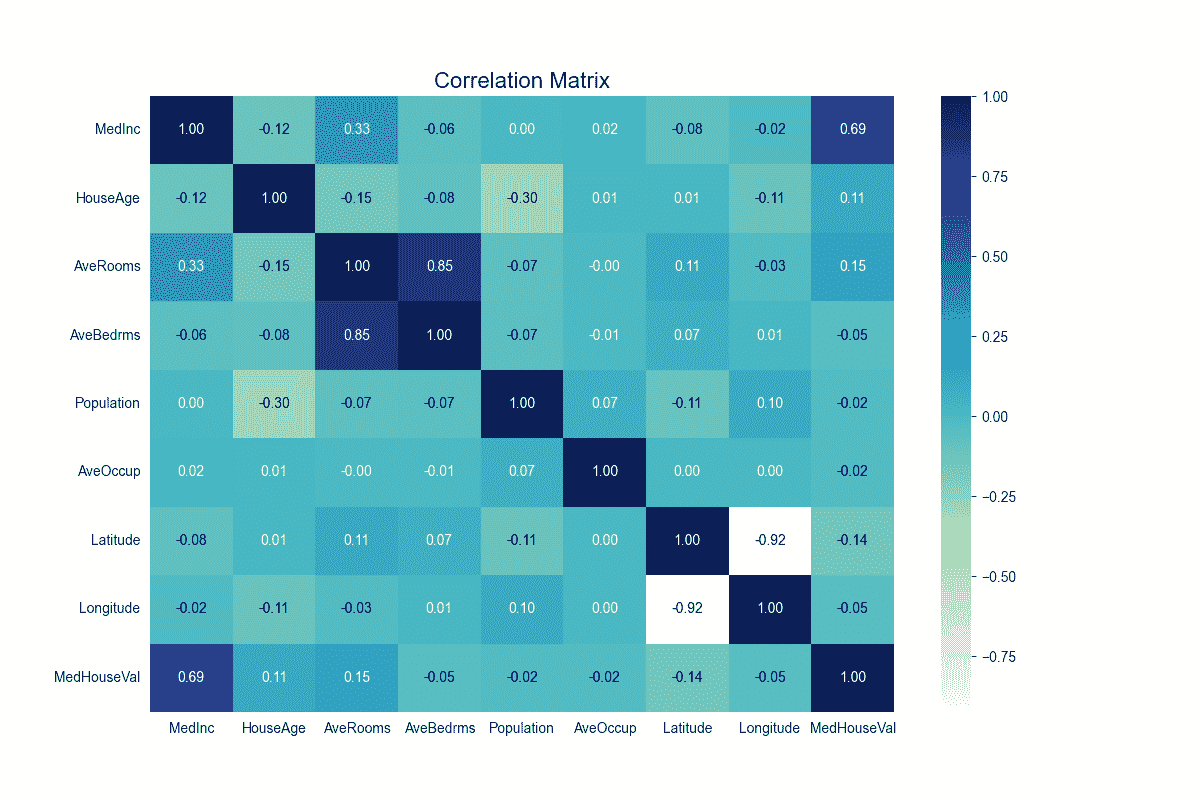 Correlation Matrix
MedInc 1.00 -0.12 0.33 -0.06 0.00 0.02 -0.08 -0.02 0.69
HouseAge -0.12 1.00 -0.15 -0.08 -0.30 0.01 0.01 -0.11 0.11
AveRooms 0.33 -0.15 1.00 0.85 -0.07 -0.00 0.11 -0.03 0.15
AveBedrms -0.06 -0.08 0.85 1.00 -0.07 -0.01 0.07 0.01 -0.05
Population 0.00 -0.30 -0.07 -0.07 1.00 0.07 -0.11 0.10 -0.02
AveOccup 0.02 0.01 -0.00 -0.01 0.07 1.00 0.00 0.00 -0.02
Latitude -0.08 0.01 0.11 0.07 -0.11 0.00 1.00 -0.92 -0.14
Longitude -0.02 -0.11 -0.03 0.01 0.10 0.00 -0.92 1.00 -0.05
MedHouseVal 0.69 0.11 0.15 -0.05 -0.02 -0.02 -0.14 -0.05 1.00
MedInc HouseAge AveRooms AveBedrms Population AveOccup Latitude Longitude MedHouseVal
1.00
0.75
0.50
0.25
0.00
−0.25
−0.50
−0.75